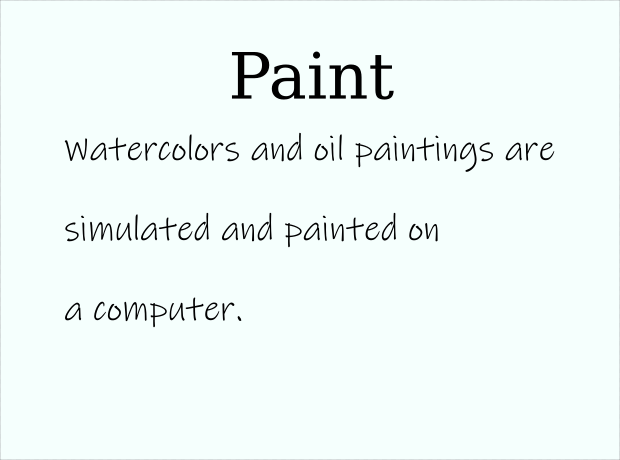 Paint
Watercolors and oil paintings are
simulated and painted on
a computer.